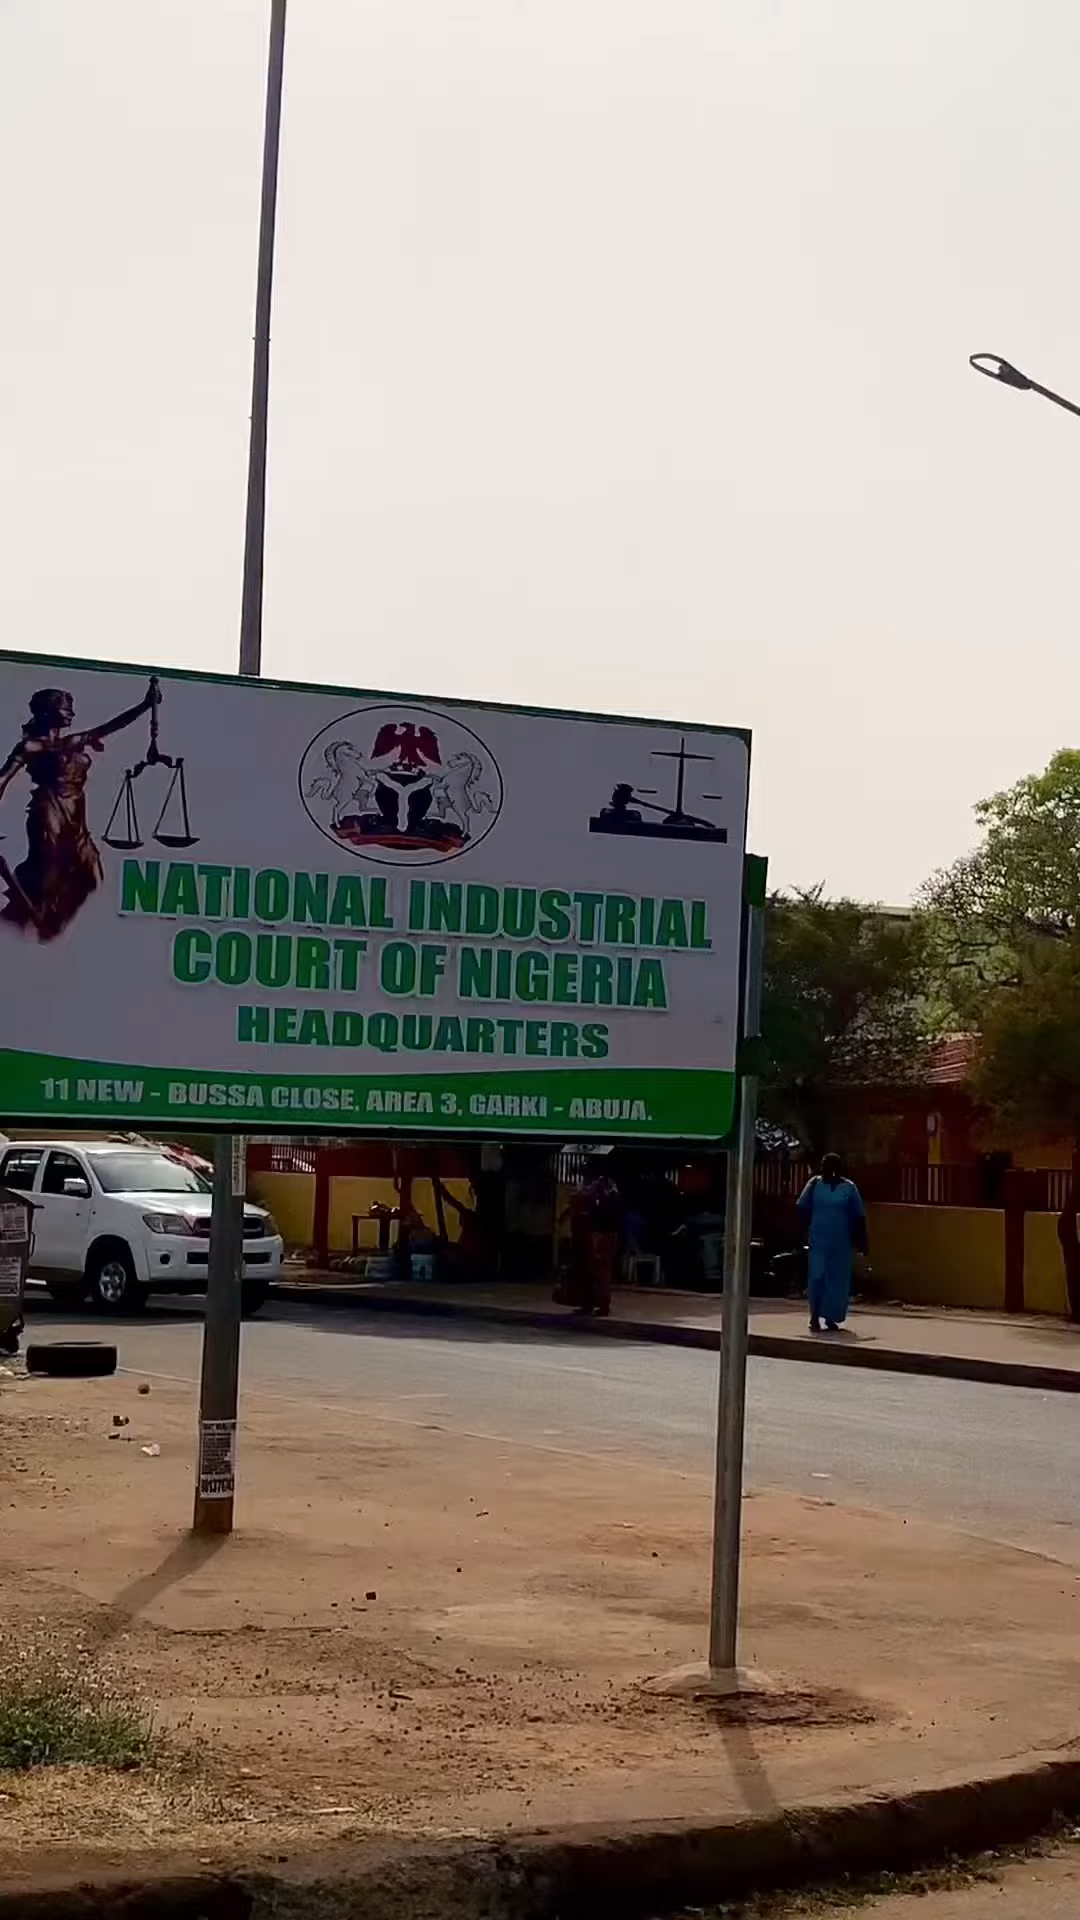 NATIONAL INDUSTRIAL
COURT OF NIGERIA
HEADQUARTERS
11 NEW - BUSSA CLOSE, AREA 3, GARKI - ABUJA.